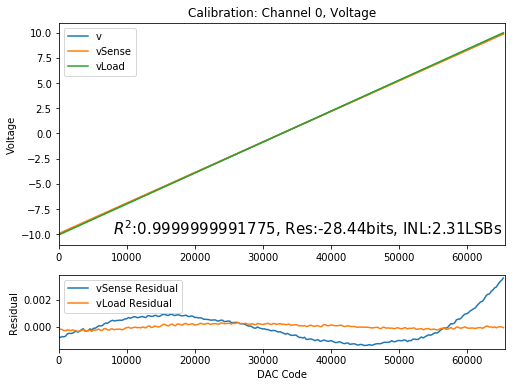 Calibration: Channel 0, Voltage
v
vSense
vLoad
10.0
7.5
5.0
2.5
0.0
−2.5
−5.0
−7.5
−10.0
Voltage
R²:0.9999999991775, Res:-28.44bits, INL:2.31LSBs
0 10000 20000 30000 40000 50000 60000
vSense Residual
vLoad Residual
0.002
0.000
Residual
0 10000 20000 30000 40000 50000 60000
DAC Code